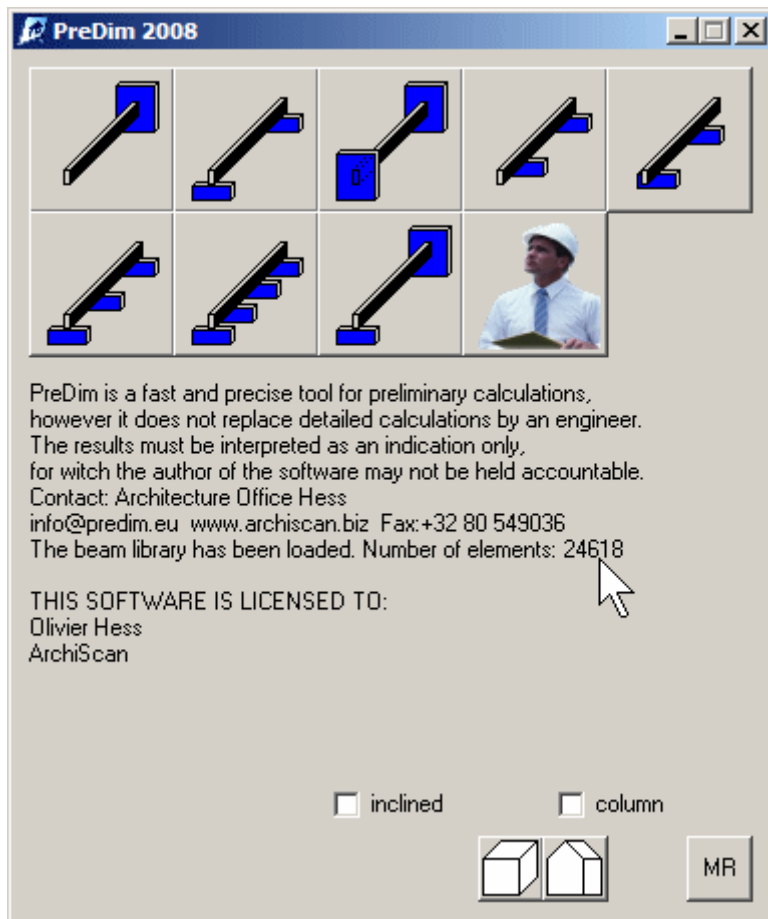 PreDim 2008
PreDim is a fast and precise tool for preliminary calculations,
however it does not replace detailed calculations by an engineer.
The results must be interpreted as an indication only,
for witch the author of the software may not be held accountable.
Contact: Architecture Office Hess
info@predim.eu  www.archiscan.biz  Fax:+32 80 549036
The beam library has been loaded. Number of elements: 24618
THIS SOFTWARE IS LICENSED TO:
Olivier Hess
ArchiScan
inclined
column
MR